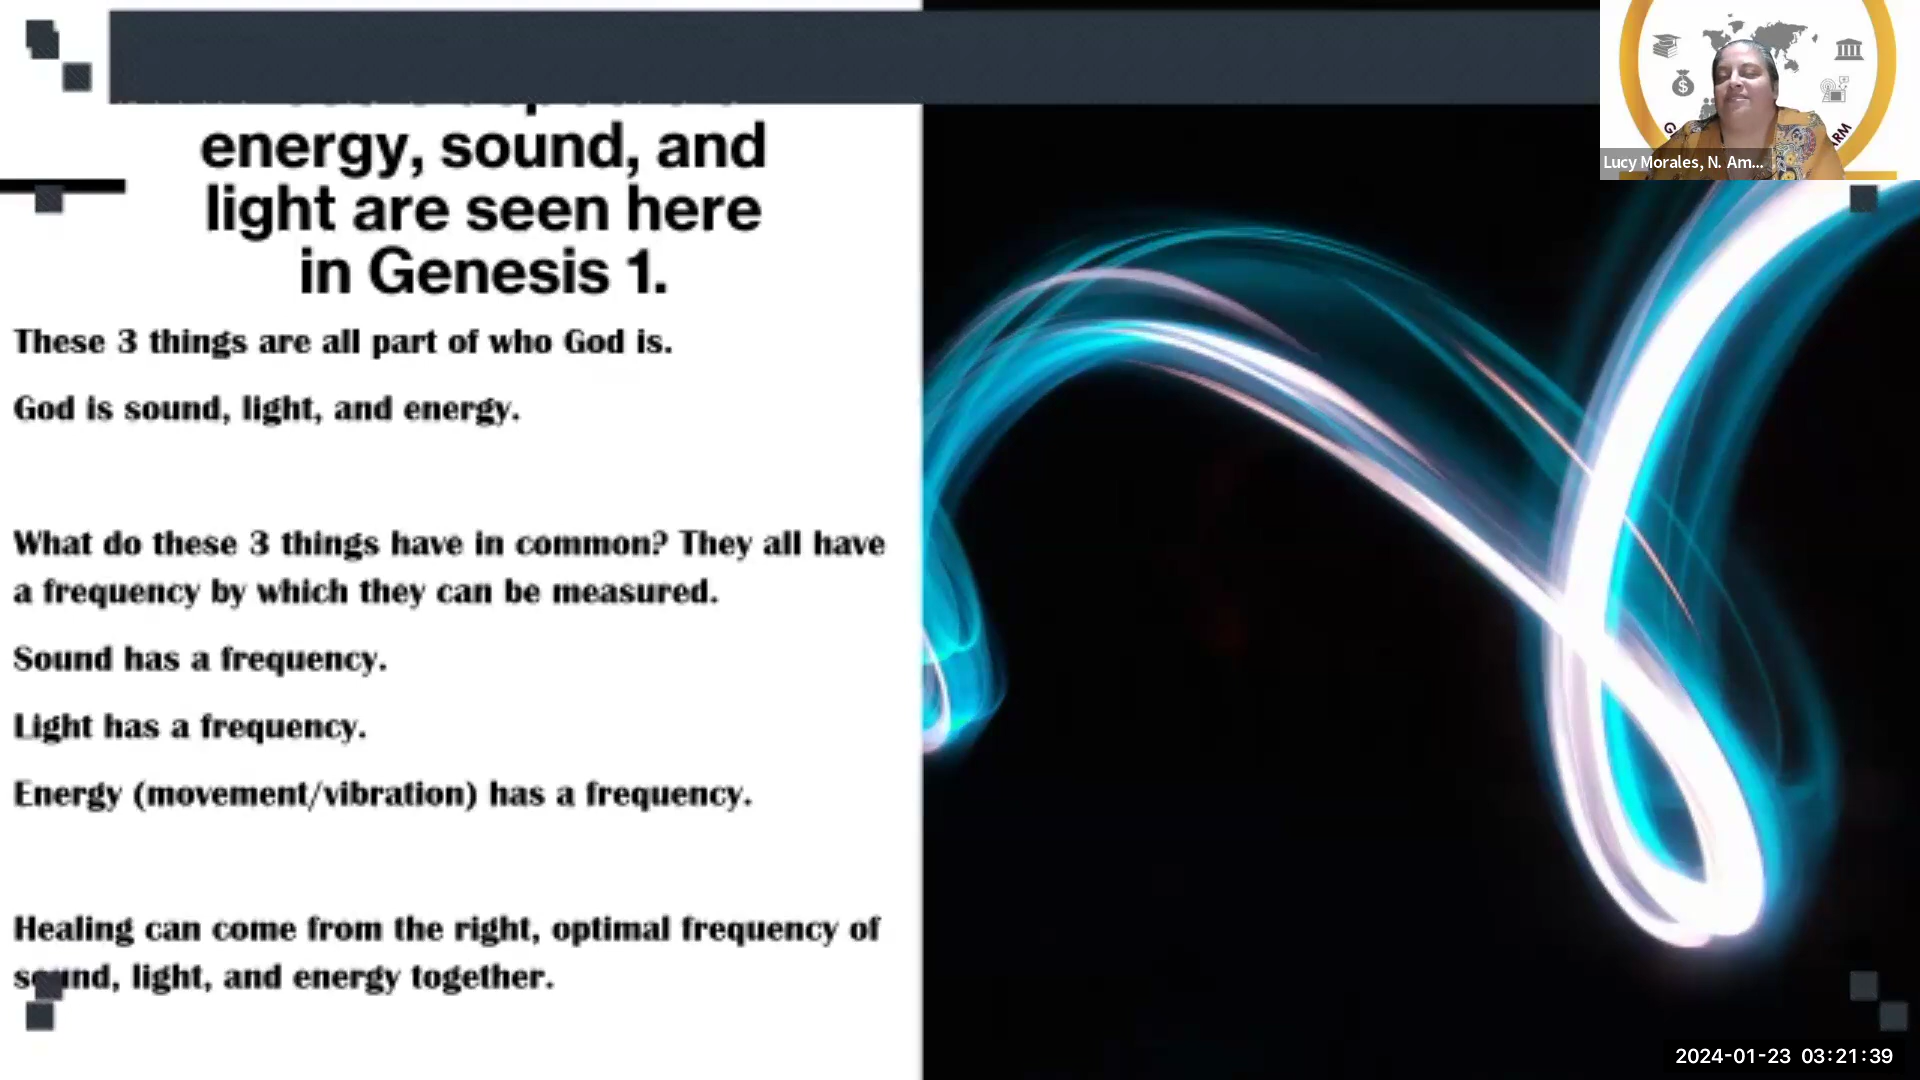 energy, sound, and
light are seen here
in Genesis 1.
These 3 things are all part of who God is.
God is sound, light, and energy.
What do these 3 things have in common? They all have
a frequency by which they can be measured.
Sound has a frequency.
Light has a frequency.
Energy (movement/vibration) has a frequency.
Healing can come from the right, optimal frequency of
sound, light, and energy together.
Lucy Morales, N. Am...
2024-01-23 03:21:39